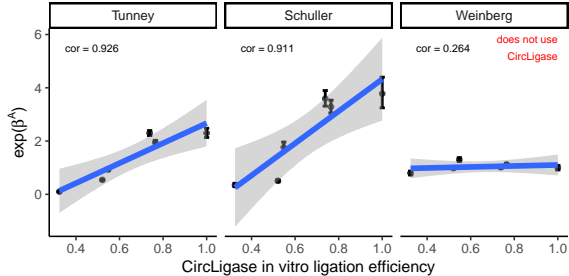 Tunney
Schuller
Weinberg
cor = 0.926
cor = 0.911
cor = 0.264
does not use
CircLigase
exp(β^A)
6
4
2
0
0.4 0.6 0.8 1.0
0.4 0.6 0.8 1.0
0.4 0.6 0.8 1.0
CircLigase in vitro ligation efficiency